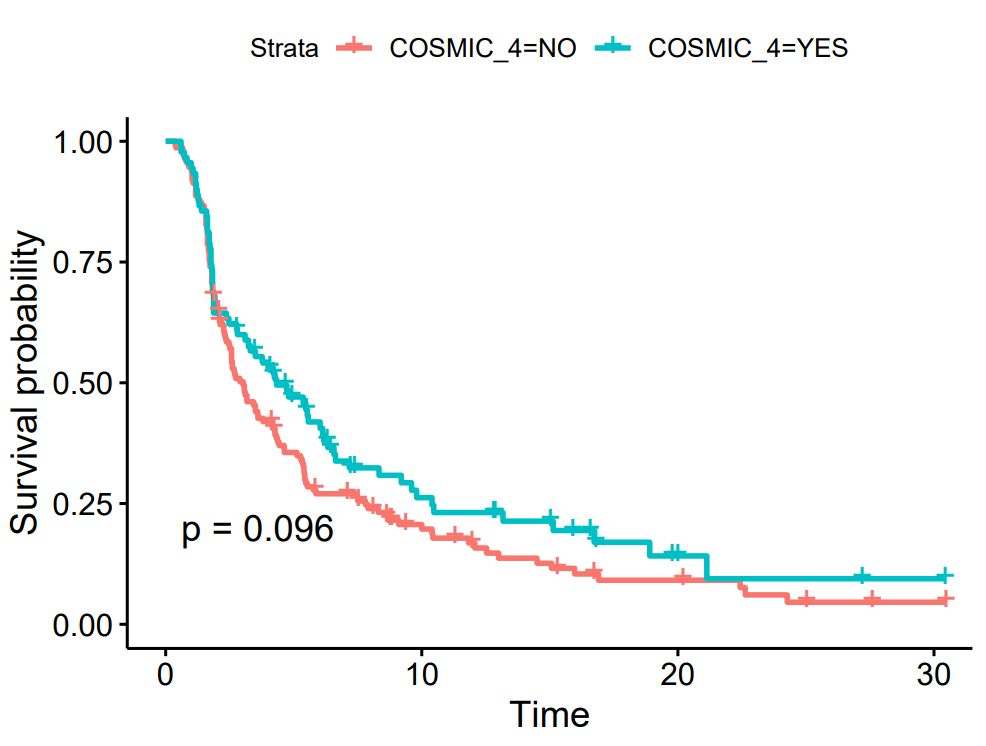 Strata COSMIC_4=NO COSMIC_4=YES
Survival probability
1.00
0.75
0.50
0.25
0.00
p = 0.096
0 10 20 30
Time